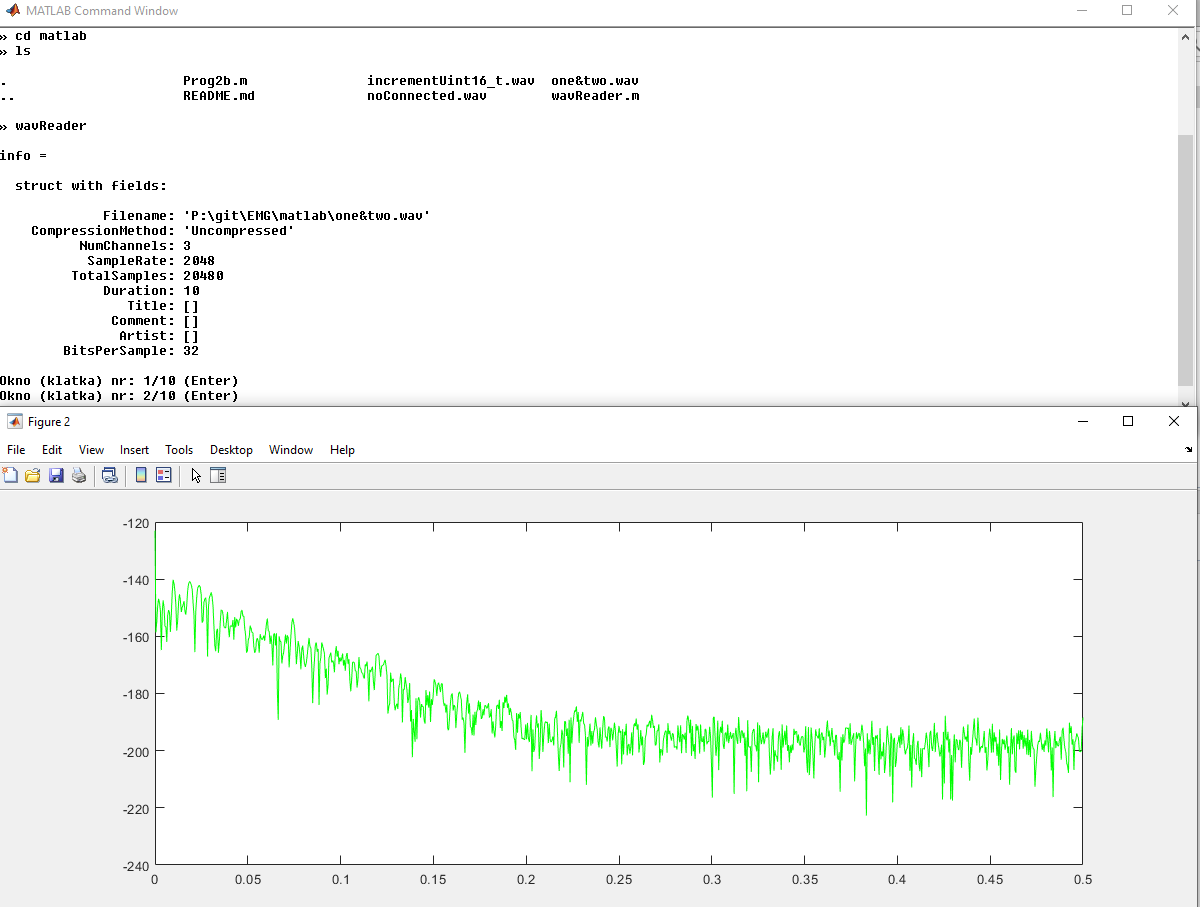 MATLAB Command Window
» cd matlab
» ls
. Prog2b.m incrementUint16_t.wav one&two.wav
.. README.md noConnected.wav wavReader.m
» wavReader
info =
struct with fields:
Filename: 'P:\git\EMG\matlab\one&two.wav'
CompressionMethod: 'Uncompressed'
NumChannels: 3
SampleRate: 2048
TotalSamples: 20480
Duration: 10
Title: []
Comment: []
Artist: []
BitsPerSample: 32
Okno (klatka) nr: 1/10 (Enter)
Okno (klatka) nr: 2/10 (Enter)
Figure 2
File Edit View Insert Tools Desktop Window Help
-120
-140
-160
-180
-200
-220
-240
0 0.05 0.1 0.15 0.2 0.25 0.3 0.35 0.4 0.45 0.5